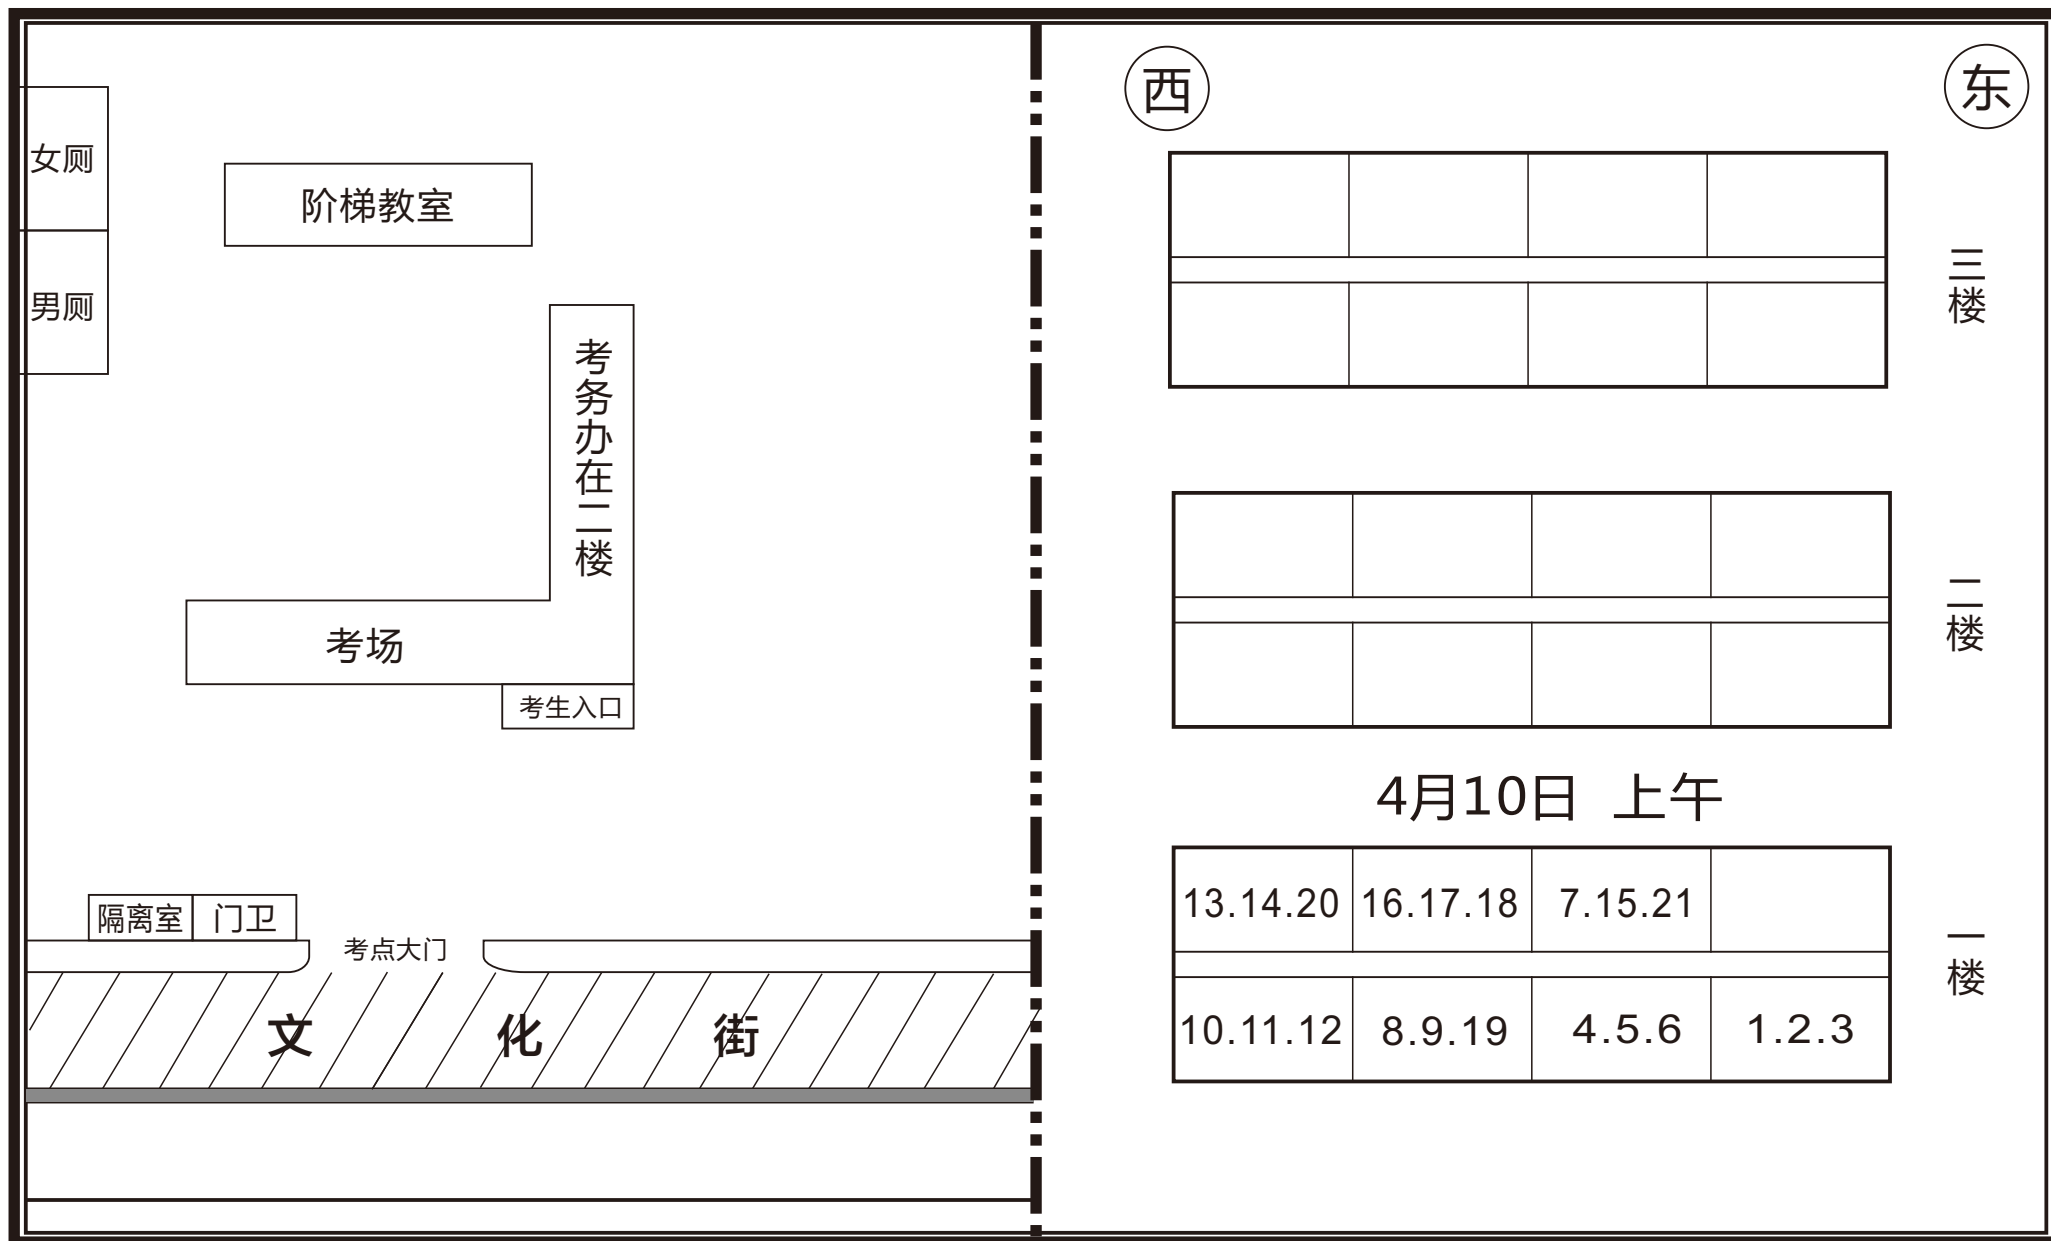 女厕
男厕
阶梯教室
考务办在二楼
考场
考生入口
隔离室
门卫
考点大门
文化街
西
东
三楼
二楼
4月10日 上午
13.14.20
16.17.18
7.15.21
10.11.12
8.9.19
4.5.6
1.2.3
一楼